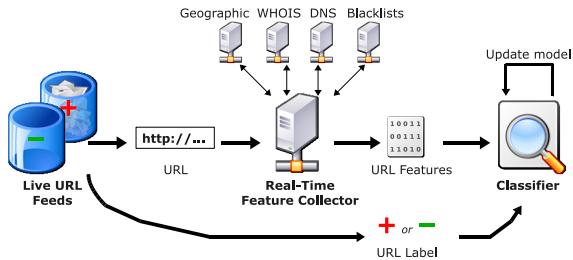 Geographic WHOIS DNS Blacklists
Update model
+
-
http://...
10011
00111
11010
URL
URL Features
Live URL
Feeds
Real-Time
Feature Collector
Classifier
+ or -
URL Label